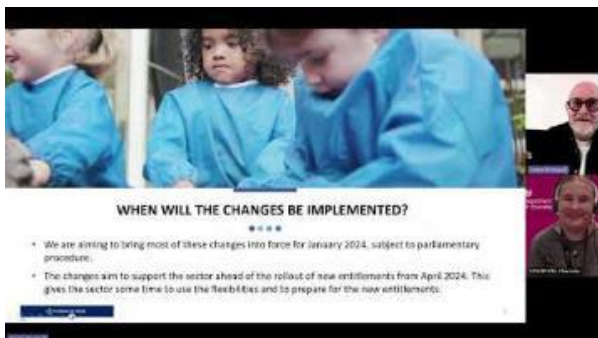 WHEN WILL THE CHANGES BE IMPLEMENTED?
• We are aiming to bring most of these changes into force for January 2024, subject to parliamentary
procedure.
• The changes aim to support the sector ahead of the rollout of new entitlements from April 2024. This
gives the sector some time to use the flexibilities and to prepare for the new entitlements.